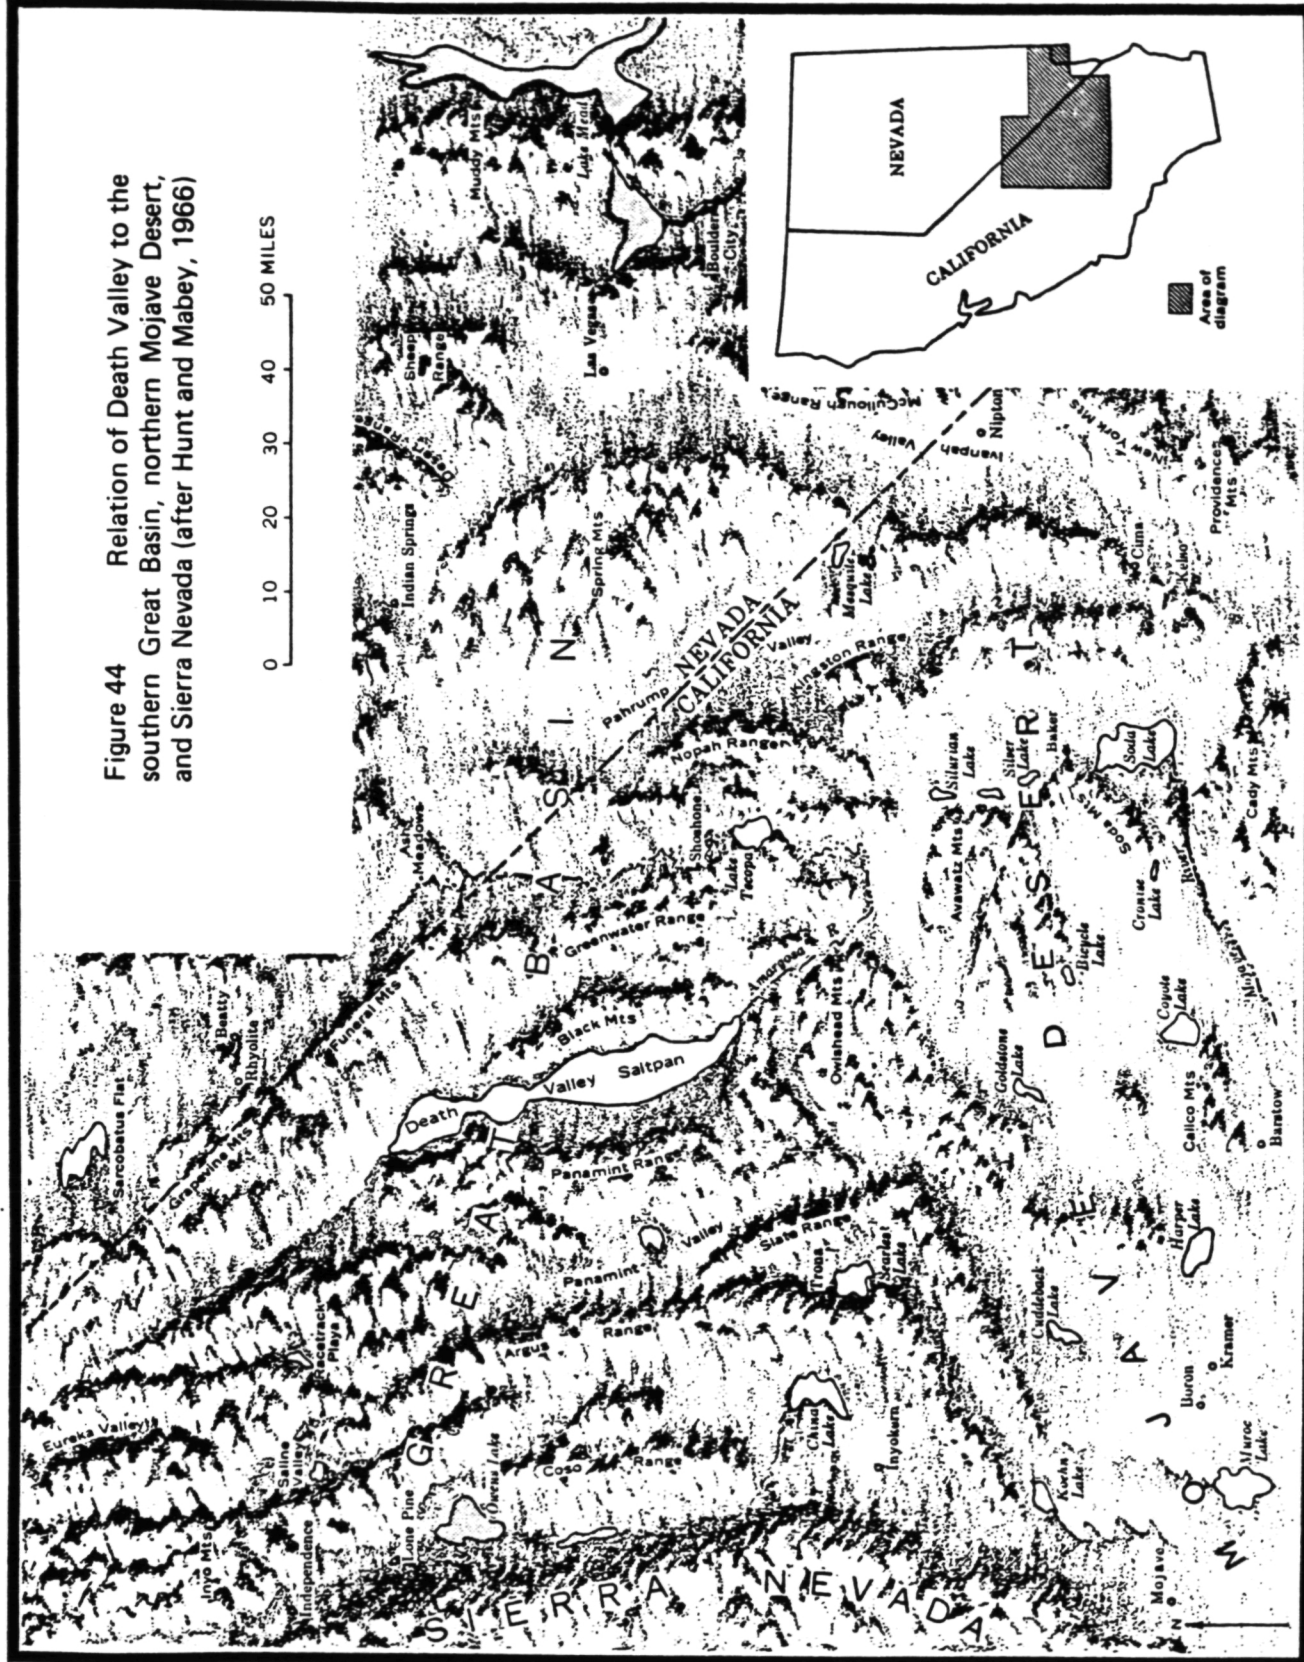 Figure 44 Relation of Death Valley to the
southern Great Basin, northern Mojave Desert,
and Sierra Nevada (after Hunt and Mabey, 1966)
0 10 20 30 40 50 MILES
Sarcobatus Flat
Beatty
Rhyolite
Grapevine Mts
Funeral Mts
Eureka Valley
Racetrack
Playa
Saline
Valley
Inyo Mts
Independence
Lone Pine
Owens Lake
Ash
Meadows
Indian Springs
Desert Range
Sheep
Range
Muddy Mts
Lake Mead
Las Vegas
Boulder
City
Spring Mts
GREAT BASIN
Death
Valley Saltpan
Black Mts
Greenwater Range
Panamint Range
Panamint Valley
Slate Range
Argus Range
Coso Range
SIERRA NEVADA
Shoshone
Lake
Tecopa
Nopah Range
Pahrump Valley
NEVADA
CALIFORNIA
Kingston Range
Mesquite
Lake
McCullough Range
Ivanpah
Valley
Nipton
New York Mts
Providence
Mts
Cima
Kelso
Amargosa R
Owlshead Mts
Trona
Searles
Lake
China
Lake
Inyokern
Avawatz Mts
Silurian
Lake
Silver
Lake
Baker
Soda Mts
Soda
Lake
Cronise
Lake
River
Mojave
Cady Mts
Bicycle
Lake
Goldstone
Lake
Coyote
Lake
Calico Mts
Barstow
Cuddeback
Lake
Harper
Lake
Boron
Kramer
Koehn
Lake
Muroc
Lake
Mojave
MOJAVE DESERT
N
NEVADA
CALIFORNIA
Area of
diagram